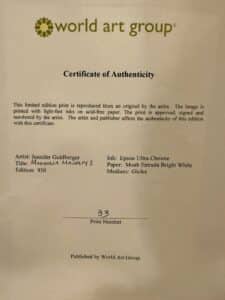 world art group
Certificate of Authenticity
This limited edition print is reproduced from an original by the artist. The image is
printed with light-fast inks on acid-free paper. The print is approved, signed and
numbered by the artist. The artist and publisher affirm the authenticity of this edition
with this certificate.
Artist: Jennifer Goldberger
Title:
Edition: 950
Ink: Epson Ultra Chrome
Paper: Moab Entrada Bright White
Medium: Giclée
33
Print Number
Published by World Art Group